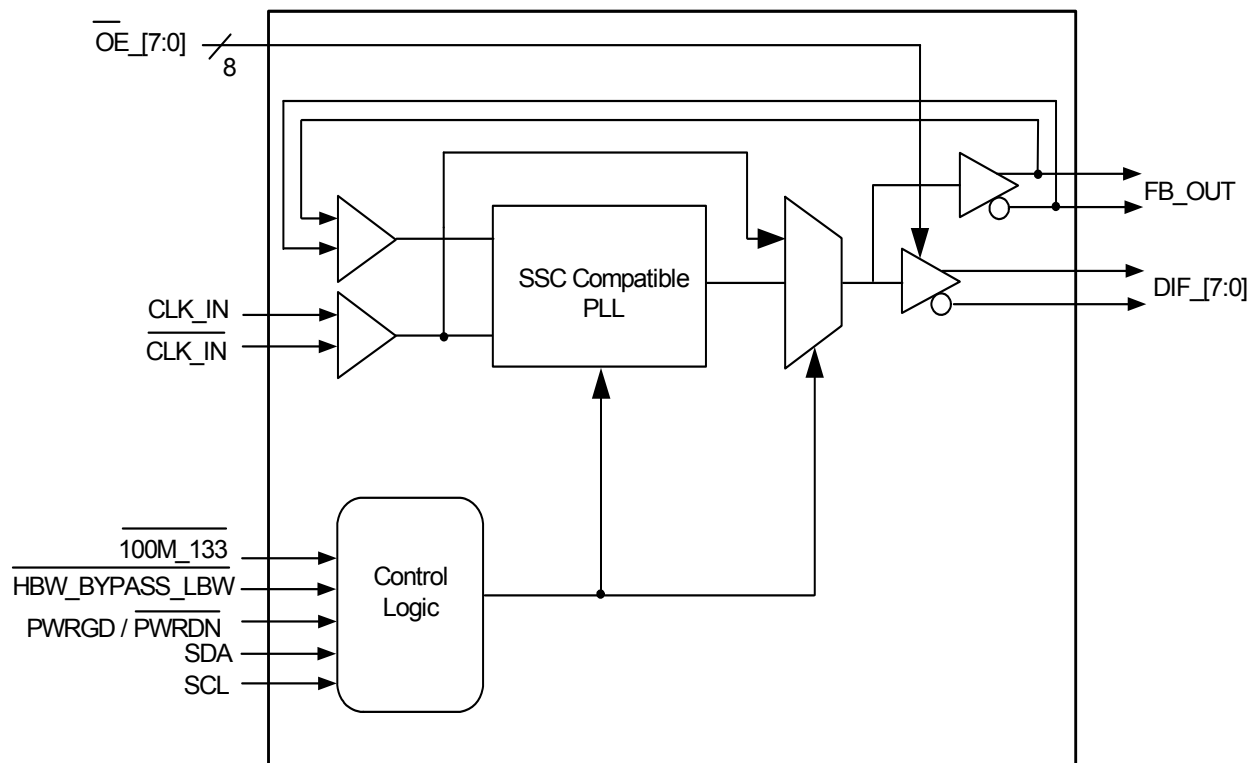 OE_[7:0]
8
FB_OUT
SSC Compatible
PLL
CLK_IN
CLK_IN
DIF_[7:0]
100M_133
HBW_BYPASS_LBW
PWRGD / PWRDN
SDA
SCL
Control
Logic